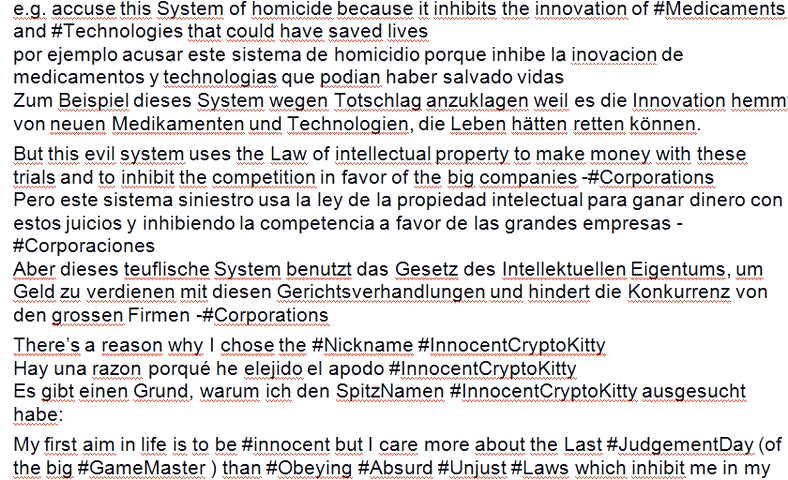 e.g. accuse this System of homicide because it inhibits the innovation of #Medicaments
and #Technologies that could have saved lives
por ejemplo acusar este sistema de homicidio porque inhibe la inovacion de
medicamentos y technologias que podian haber salvado vidas
Zum Beispiel dieses System wegen Totschlag anzuklagen weil es die Innovation hemm
von neuen Medikamenten und Technologien, die Leben hätten retten können.
But this evil system uses the Law of intellectual property to make money with these
trials and to inhibit the competition in favor of the big companies -#Corporations
Pero este sistema siniestro usa la ley de la propiedad intelectual para ganar dinero con
estos juicios y inhibiendo la competencia a favor de las grandes empresas -
#Corporaciones
Aber dieses teuflische System benutzt das Gesetz des Intellektuellen Eigentums, um
Geld zu verdienen mit diesen Gerichtsverhandlungen und hindert die Konkurrenz von
den grossen Firmen -#Corporations
There's a reason why I chose the #Nickname #InnocentCryptoKitty
Hay una razon porqué he elejido el apodo #InnocentCryptoKitty
Es gibt einen Grund, warum ich den SpitzNamen #InnocentCryptoKitty ausgesucht
habe:
My first aim in life is to be #innocent but I care more about the Last #JudgementDay (of
the big #GameMaster ) than #Obeying #Absurd #Unjust #Laws which inhibit me in my